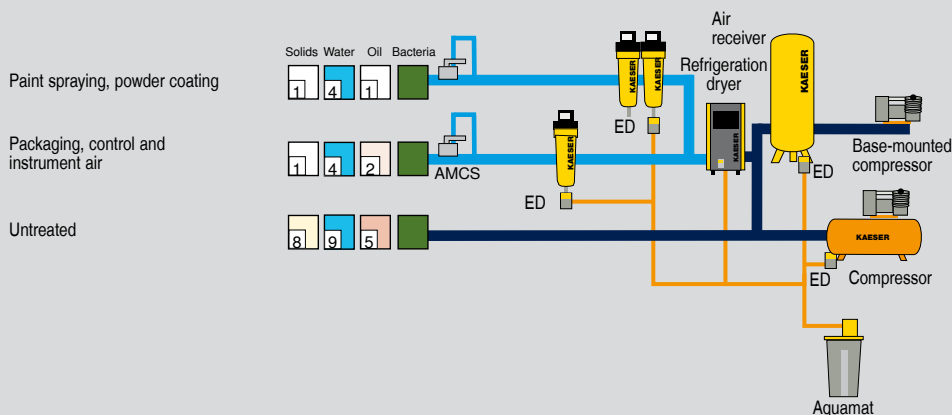 Solids Water Oil Bacteria
Paint spraying, powder coating
1 4 1
ED
KAESER
KAESER
Air
receiver
Refrigeration
dryer
KAESER
KAESER
Base-mounted
compressor
Packaging, control and
instrument air
1 4 2
AMCS
KAESER
ED
ED
Untreated
8 9 5
KAESER
ED
Compressor
Aquamat